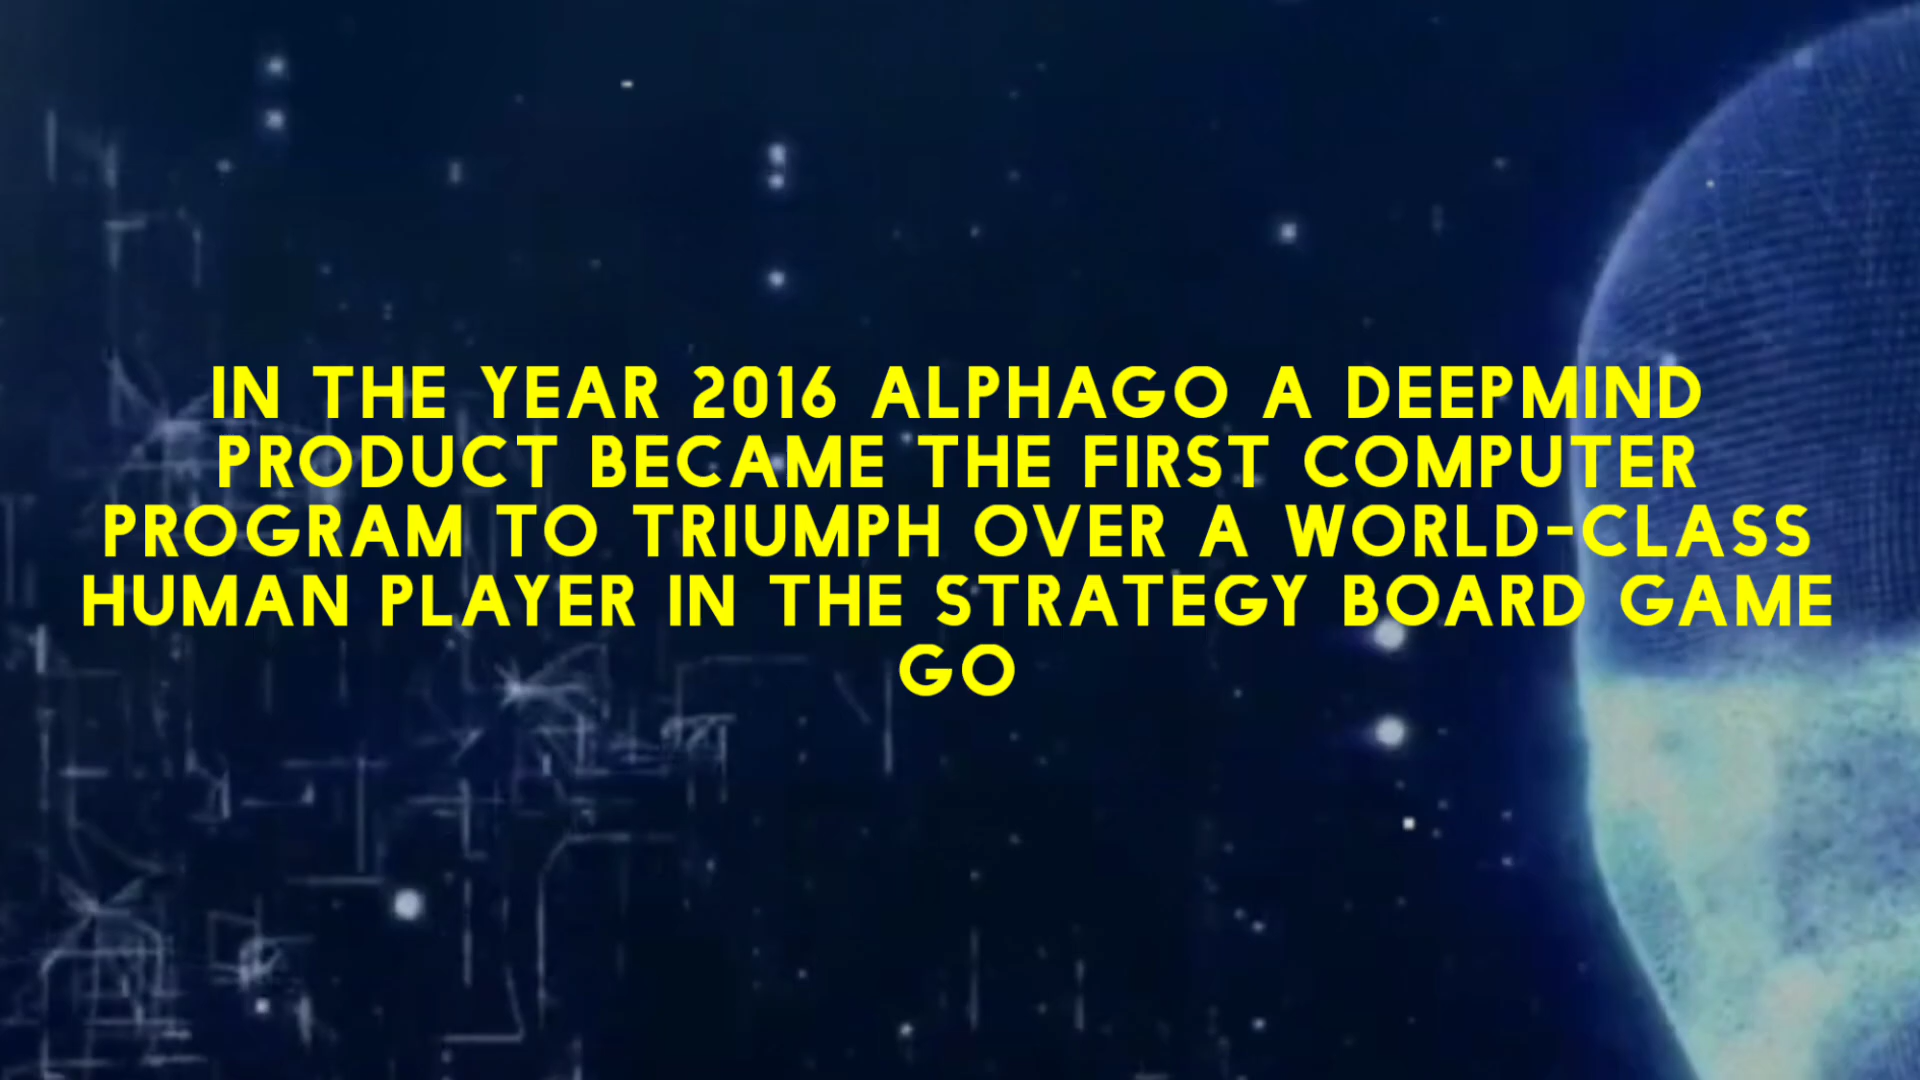 IN THE YEAR 2016 ALPHAGO A DEEPMIND
PRODUCT BECAME THE FIRST COMPUTER
PROGRAM TO TRIUMPH OVER A WORLD-CLASS
HUMAN PLAYER IN THE STRATEGY BOARD GAME
GO